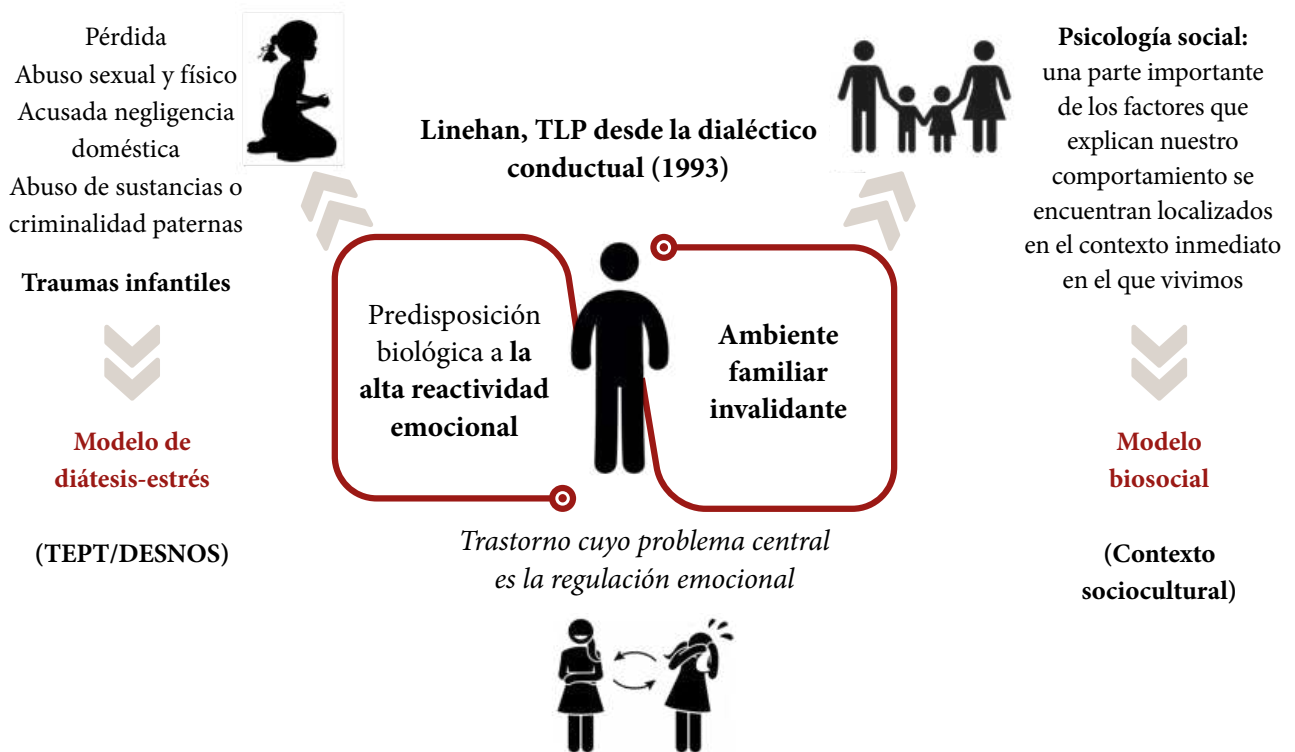 Pérdida
Abuso sexual y físico
Acusada negligencia
doméstica
Abuso de sustancias o
criminalidad paternas
Traumas infantiles
Modelo de
diátesis-estrés
(TEPT/DESNOS)
Linehan, TLP desde la dialéctico
conductual (1993)
Predisposición
biológica a la
alta reactividad
emocional
Ambiente
familiar
invalidante
Trastorno cuyo problema central
es la regulación emocional
Psicología social:
una parte importante
de los factores que
explican nuestro
comportamiento se
encuentran localizados
en el contexto inmediato
en el que vivimos
Modelo
biosocial
(Contexto
sociocultural)